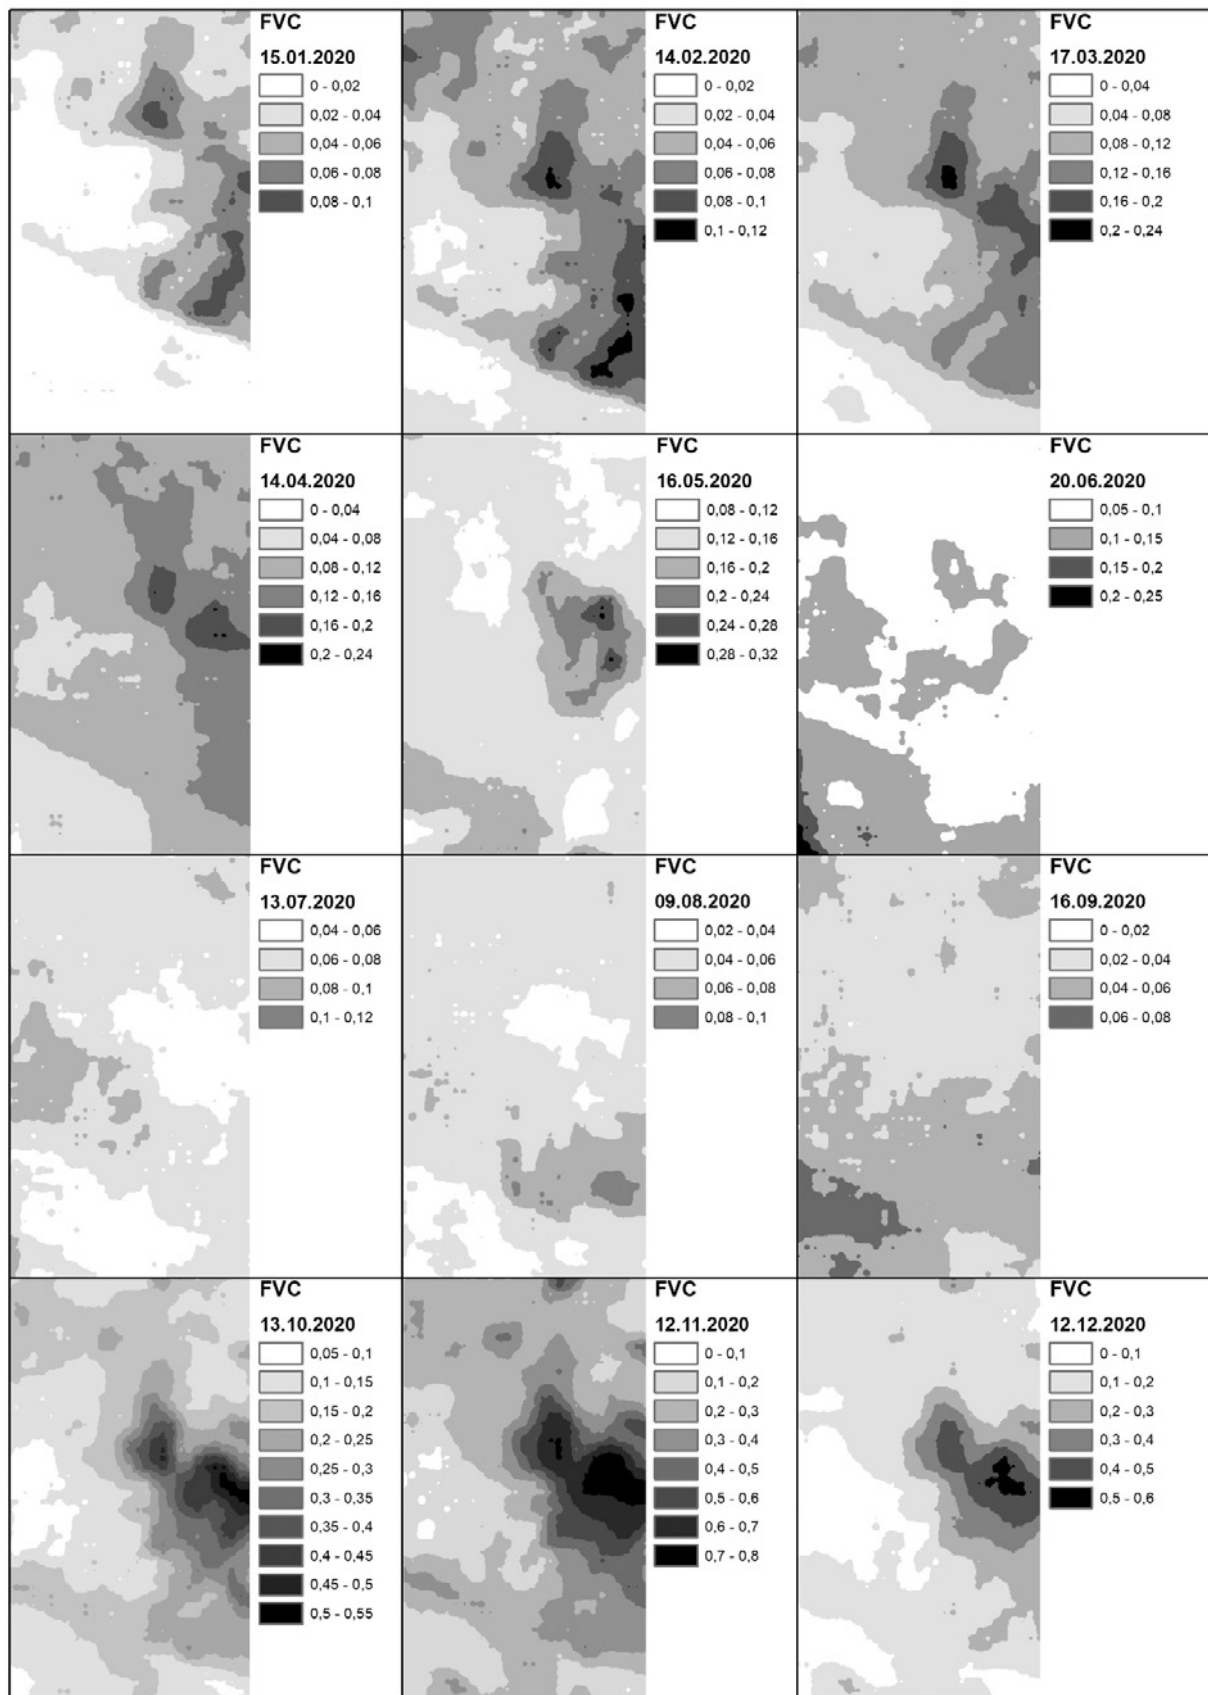 FVC
15.01.2020
0 - 0,02
0,02 - 0,04
0,04 - 0,06
0,06 - 0,08
0,08 - 0,1
FVC
14.02.2020
0 - 0,02
0,02 - 0,04
0,04 - 0,06
0,06 - 0,08
0,08 - 0,1
0,1 - 0,12
FVC
17.03.2020
0 - 0,04
0,04 - 0,08
0,08 - 0,12
0,12 - 0,16
0,16 - 0,2
0,2 - 0,24
FVC
14.04.2020
0 - 0,04
0,04 - 0,08
0,08 - 0,12
0,12 - 0,16
0,16 - 0,2
0,2 - 0,24
FVC
16.05.2020
0,08 - 0,12
0,12 - 0,16
0,16 - 0,2
0,2 - 0,24
0,24 - 0,28
0,28 - 0,32
FVC
20.06.2020
0,05 - 0,1
0,1 - 0,15
0,15 - 0,2
0,2 - 0,25
FVC
13.07.2020
0,04 - 0,06
0,06 - 0,08
0,08 - 0,1
0,1 - 0,12
FVC
09.08.2020
0,02 - 0,04
0,04 - 0,06
0,06 - 0,08
0,08 - 0,1
FVC
16.09.2020
0 - 0,02
0,02 - 0,04
0,04 - 0,06
0,06 - 0,08
FVC
13.10.2020
0,05 - 0,1
0,1 - 0,15
0,15 - 0,2
0,2 - 0,25
0,25 - 0,3
0,3 - 0,35
0,35 - 0,4
0,4 - 0,45
0,45 - 0,5
0,5 - 0,55
FVC
12.11.2020
0 - 0,1
0,1 - 0,2
0,2 - 0,3
0,3 - 0,4
0,4 - 0,5
0,5 - 0,6
0,6 - 0,7
0,7 - 0,8
FVC
12.12.2020
0 - 0,1
0,1 - 0,2
0,2 - 0,3
0,3 - 0,4
0,4 - 0,5
0,5 - 0,6